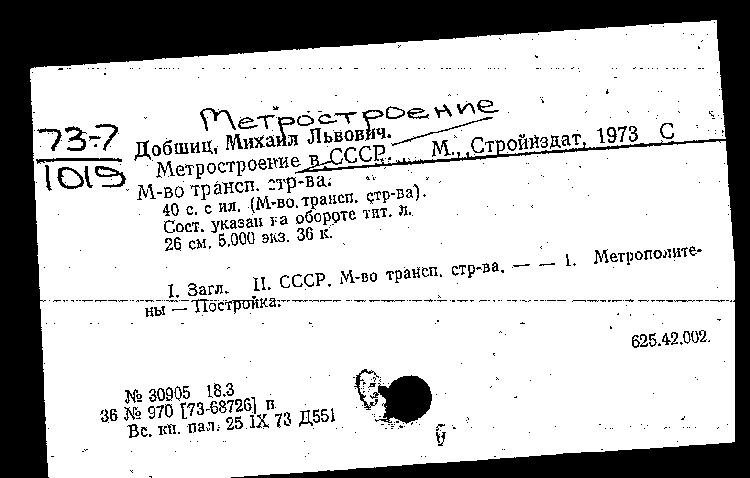 Метростроение
73-7
1019
Добшиц, Михаил Львович.
Метростроение в СССР. М., Стройиздат, 1973 С
М-во трансп. стр-ва.
40 с. с ил. (М-во. трансп. стр-ва).
Сост. указан на обороте тит. л.
26 см. 5.000 экз. 36 к.
I. Загл. II. СССР. М-во трансп. стр-ва. — — 1. Метрополите-
ны — Постройка.
625.42.002.
№ 30905 18.3
36 № 970 [73-68726] п
Вс. кн. пал. 25 IX 73 Д551